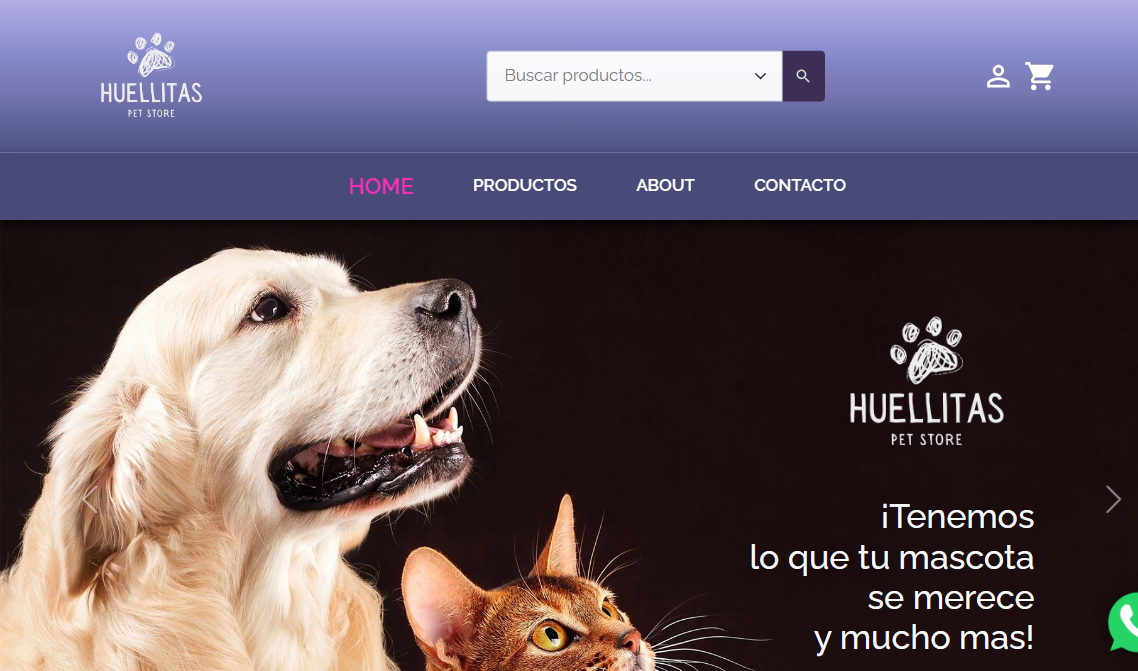 HUELLITAS
PET STORE
Buscar productos...
HOME
PRODUCTOS
ABOUT
CONTACTO
HUELLITAS
PET STORE
¡Tenemos
lo que tu mascota
se merece
y mucho mas!